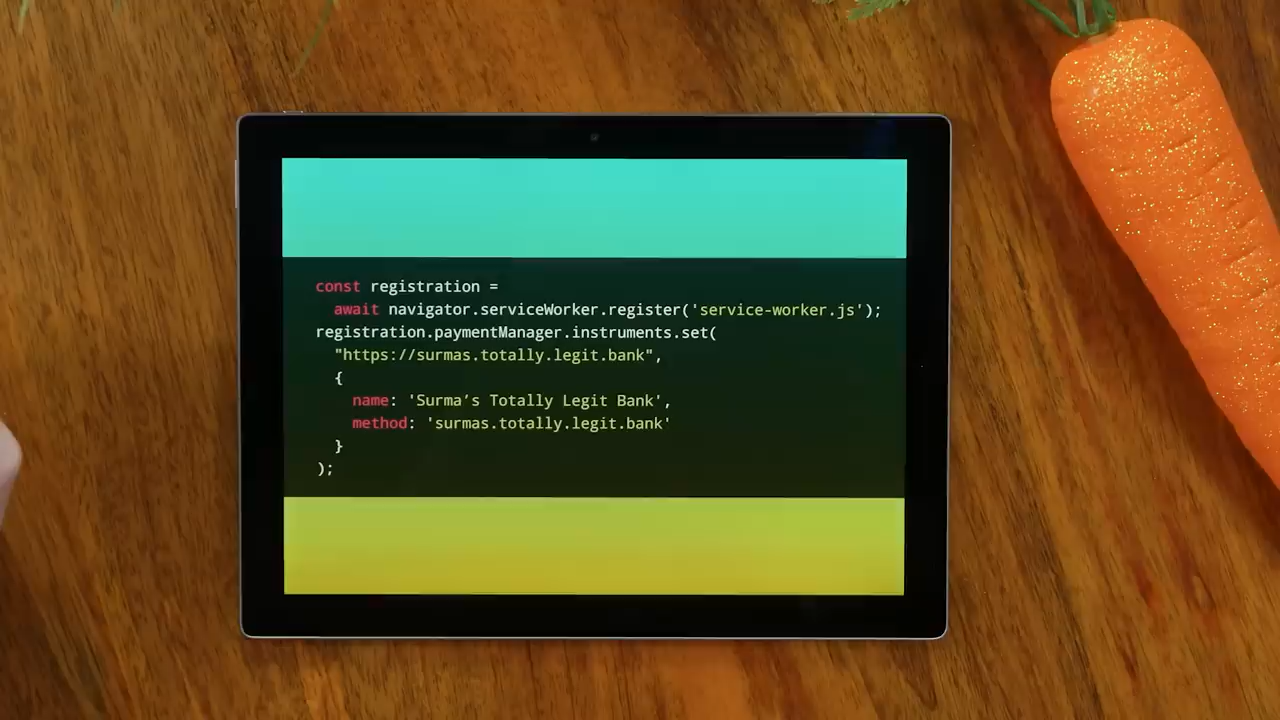 const registration =
await navigator.serviceWorker.register('service-worker.js');
registration.paymentManager.instruments.set(
"https://surmas.totally.legit.bank",
{
name: 'Surma’s Totally Legit Bank',
method: 'surmas.totally.legit.bank'
}
);